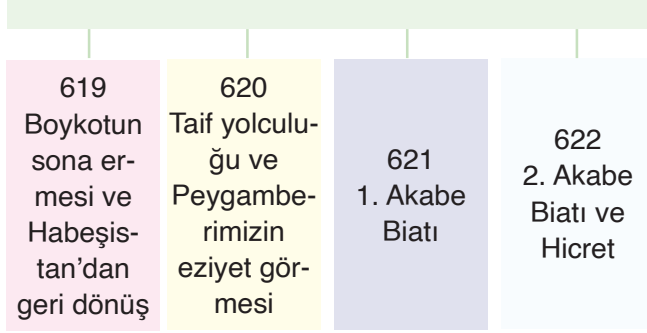 619
Boykotun
sona er-
mesi ve
Habeşis-
tan’dan
geri dönüş
620
Taif yolculu-
ğu ve
Peygambe-
rimizin
eziyet gör-
mesi
621
1. Akabe
Biatı
622
2. Akabe
Biatı ve
Hicret